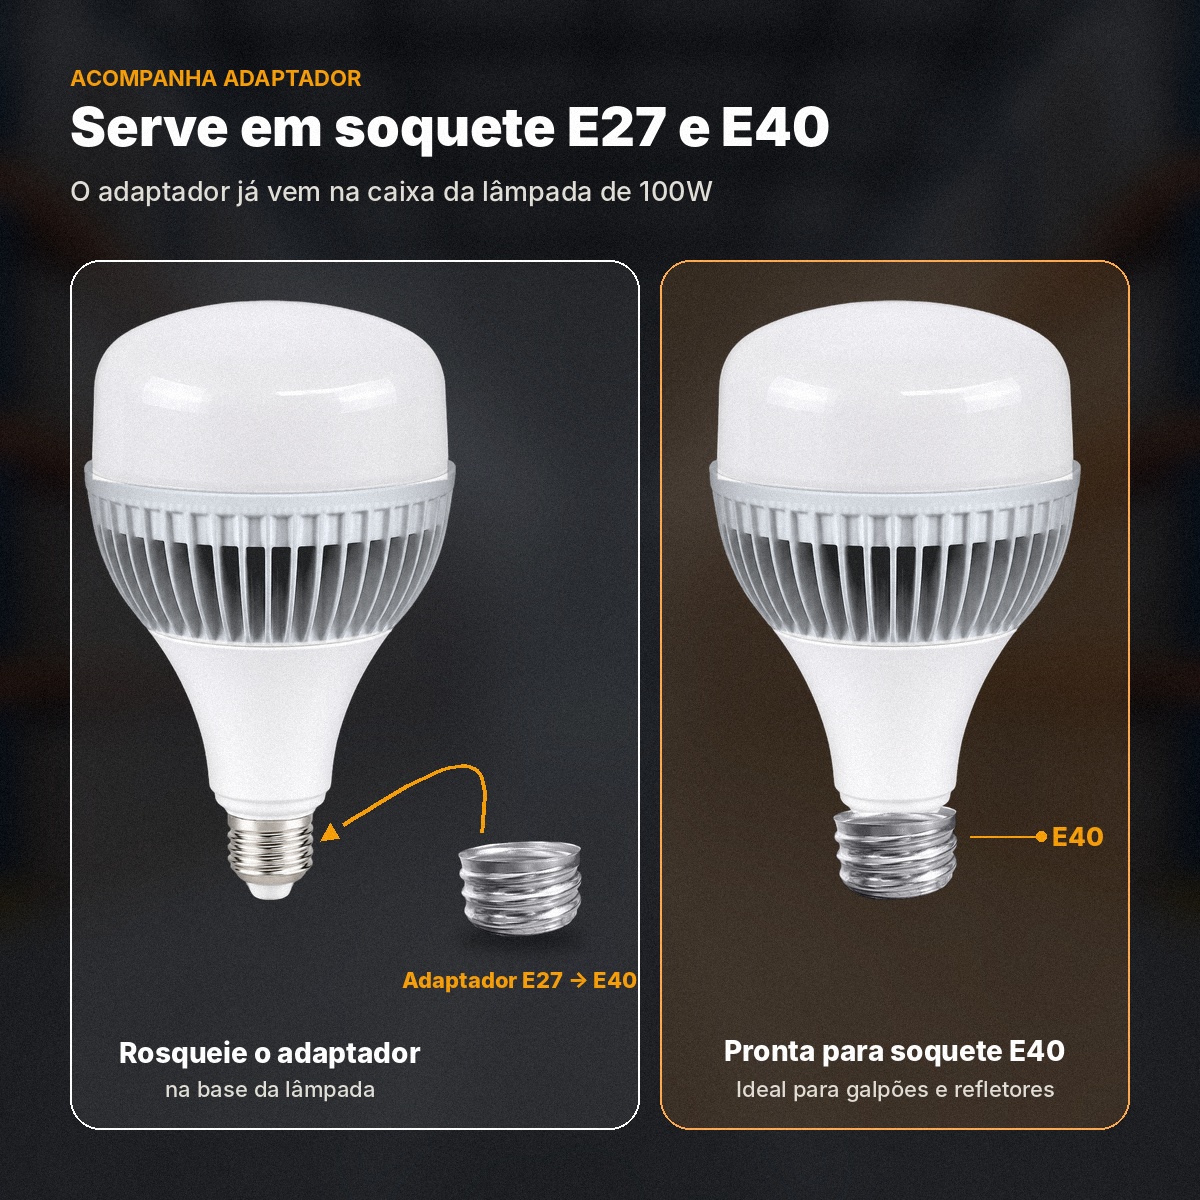 ACOMPANHA ADAPTADOR
Serve em soquete E27 e E40
O adaptador já vem na caixa da lâmpada de 100W
Adaptador E27 → E40
Rosqueie o adaptador
na base da lâmpada
E40
Pronta para soquete E40
Ideal para galpões e refletores